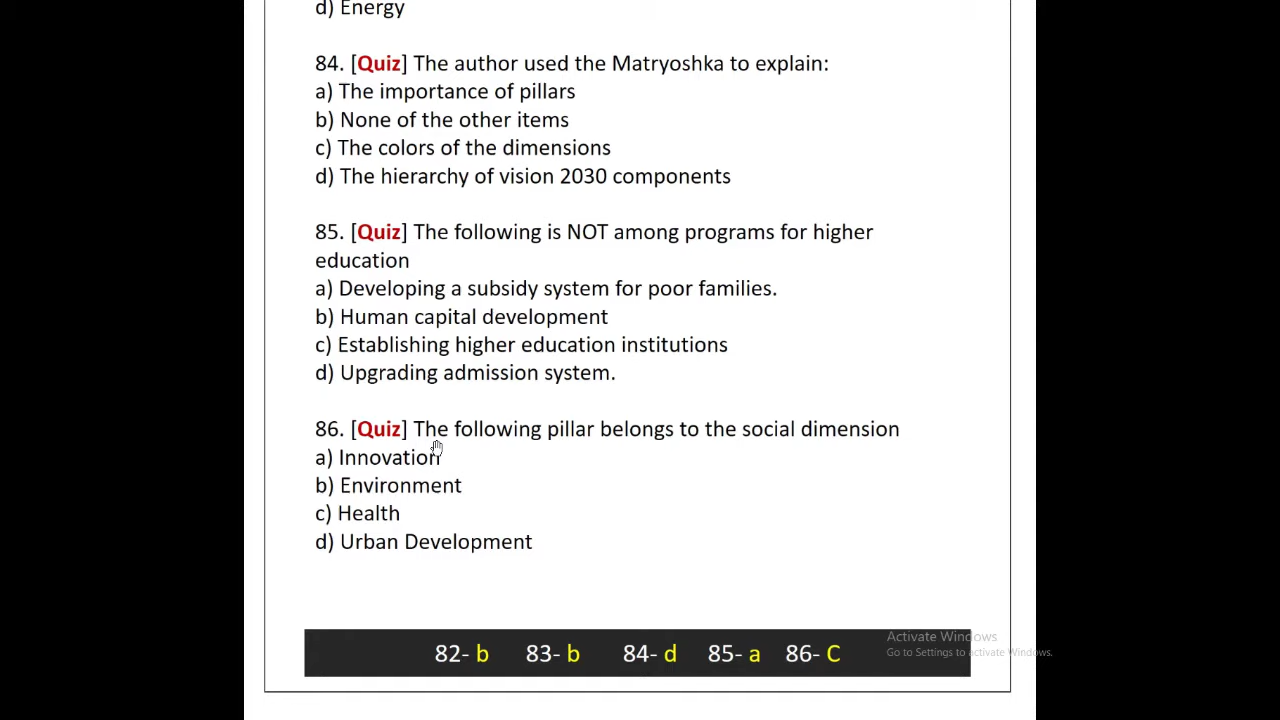 d) Energy
84. [Quiz] The author used the Matryoshka to explain:
a) The importance of pillars
b) None of the other items
c) The colors of the dimensions
d) The hierarchy of vision 2030 components
85. [Quiz] The following is NOT among programs for higher
education
a) Developing a subsidy system for poor families.
b) Human capital development
c) Establishing higher education institutions
d) Upgrading admission system.
86. [Quiz] The following pillar belongs to the social dimension
a) Innovation
b) Environment
c) Health
d) Urban Development
82- b 83- b 84- d 85- a 86- C
Activate Windows
Go to Settings to activate Windows.